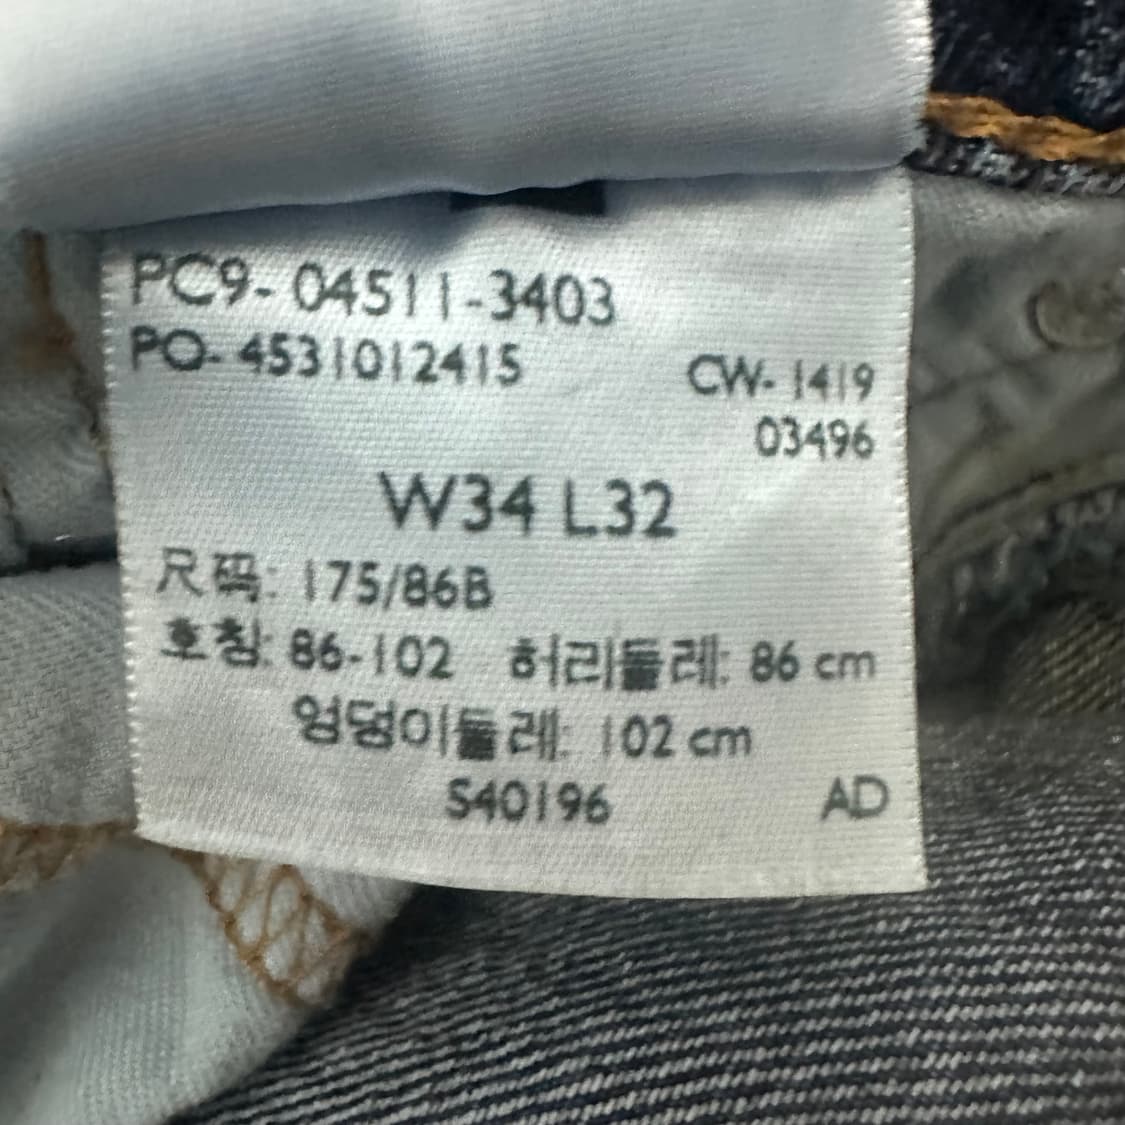 PC9- 04511-3403
PO- 4531012415
CW- 1419
03496
W34 L32
尺码: 175/86B
호칭: 86-102 허리둘레: 86 cm
엉덩이둘레: 102 cm
S40196 AD